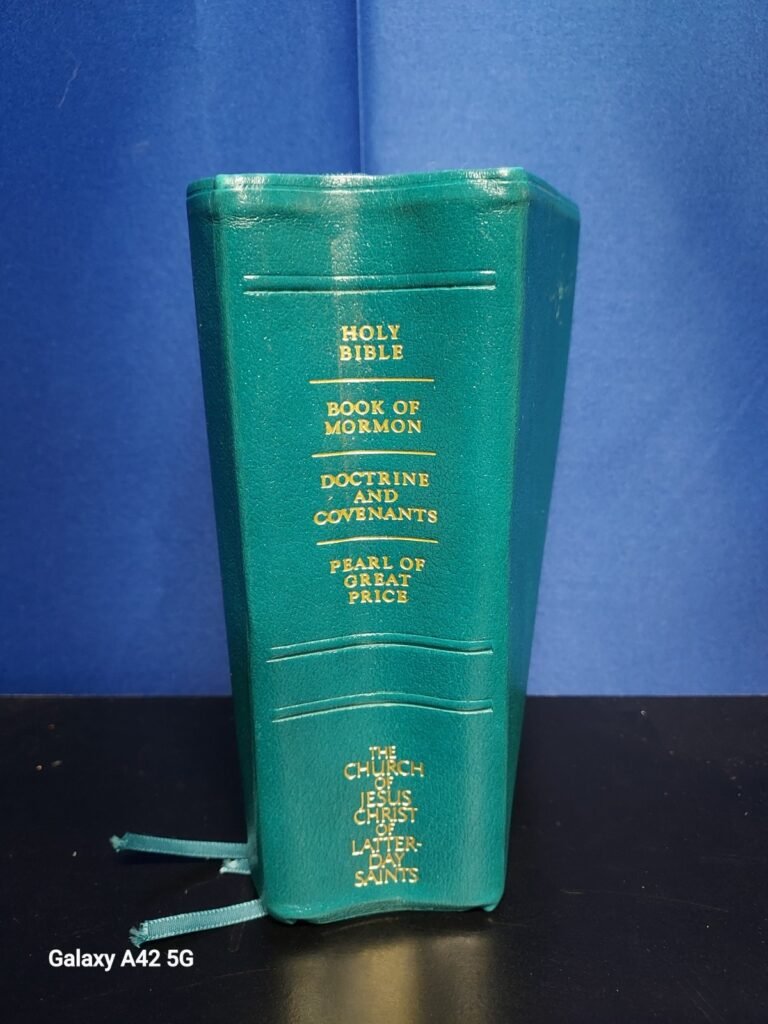 HOLY
BIBLE
BOOK OF
MORMON
DOCTRINE
AND
COVENANTS
PEARL OF
GREAT
PRICE
THE
CHURCH
OF
JESUS
CHRIST
OF
LATTER-
DAY
SAINTS
Galaxy A42 5G